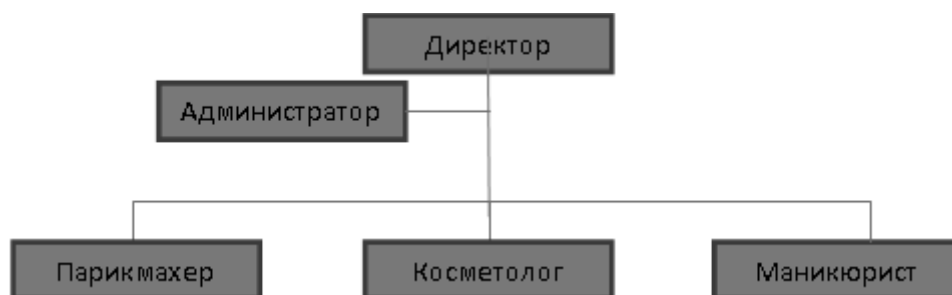 Директор
Администратор
Парикмахер
Косметолог
Маникюрист